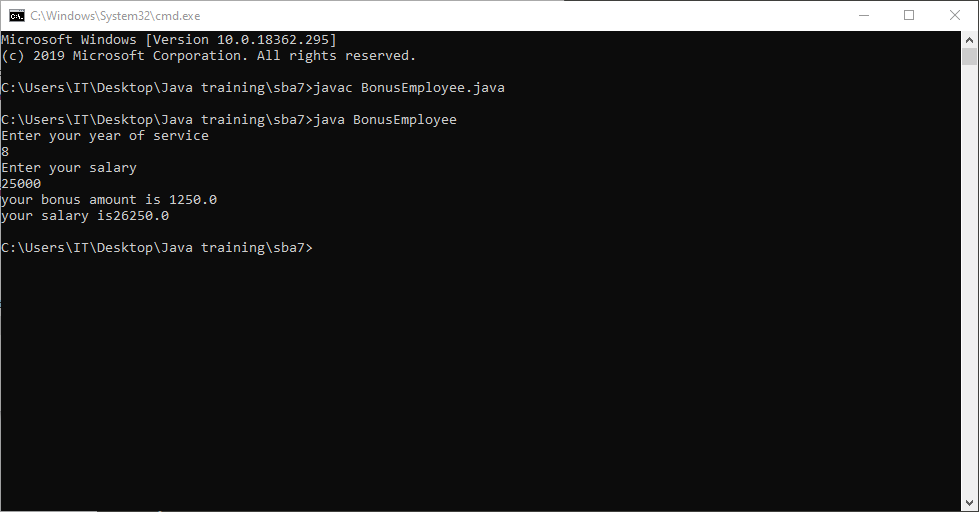 C:\Windows\System32\cmd.exe
Microsoft Windows [Version 10.0.18362.295]
(c) 2019 Microsoft Corporation. All rights reserved.
C:\Users\IT\Desktop\Java training\sba7>javac BonusEmployee.java
C:\Users\IT\Desktop\Java training\sba7>java BonusEmployee
Enter your year of service
8
Enter your salary
25000
your bonus amount is 1250.0
your salary is26250.0
C:\Users\IT\Desktop\Java training\sba7>